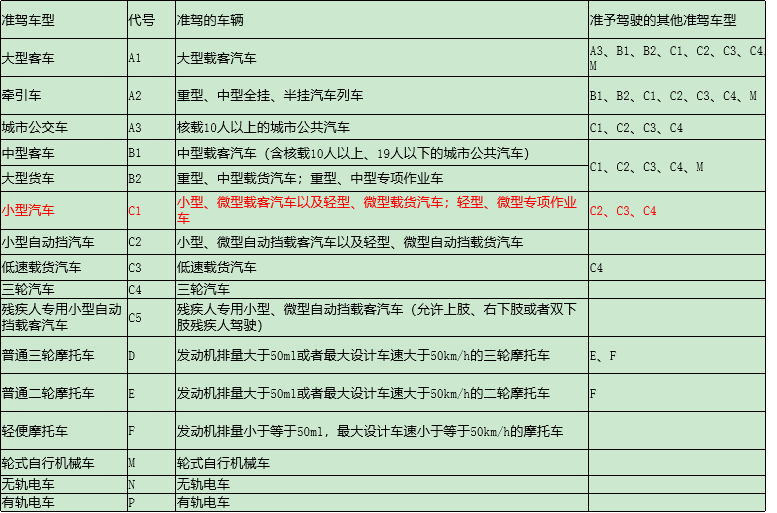 准驾车型 代号 准驾的车辆 准予驾驶的其他准驾车型
大型客车 A1 大型载客汽车 A3、B1、B2、C1、C2、C3、C4、
M
牵引车 A2 重型、中型全挂、半挂汽车列车 B1、B2、C1、C2、C3、C4、M
城市公交车 A3 核载10人以上的城市公共汽车 C1、C2、C3、C4
中型客车 B1 中型载客汽车（含核载10人以上、19人以下的城市公共汽车）
C1、C2、C3、C4、M
大型货车 B2 重型、中型载货汽车；重型、中型专项作业车
小型汽车 C1 小型、微型载客汽车以及轻型、微型载货汽车；轻型、微型专项作业
车 C2、C3、C4
小型自动挡汽车 C2 小型、微型自动挡载客汽车以及轻型、微型自动挡载货汽车
低速载货汽车 C3 低速载货汽车 C4
三轮汽车 C4 三轮汽车
残疾人专用小型自动
挡载客汽车 C5 残疾人专用小型、微型自动挡载客汽车（允许上肢、右下肢或者双下
肢残疾人驾驶）
普通三轮摩托车 D 发动机排量大于50ml或者最大设计车速大于50km/h的三轮摩托车 E、F
普通二轮摩托车 E 发动机排量大于50ml或者最大设计车速大于50km/h的二轮摩托车 F
轻便摩托车 F 发动机排量小于等于50ml，最大设计车速小于等于50km/h的摩托车
轮式自行机械车 M 轮式自行机械车
无轨电车 N 无轨电车
有轨电车 P 有轨电车